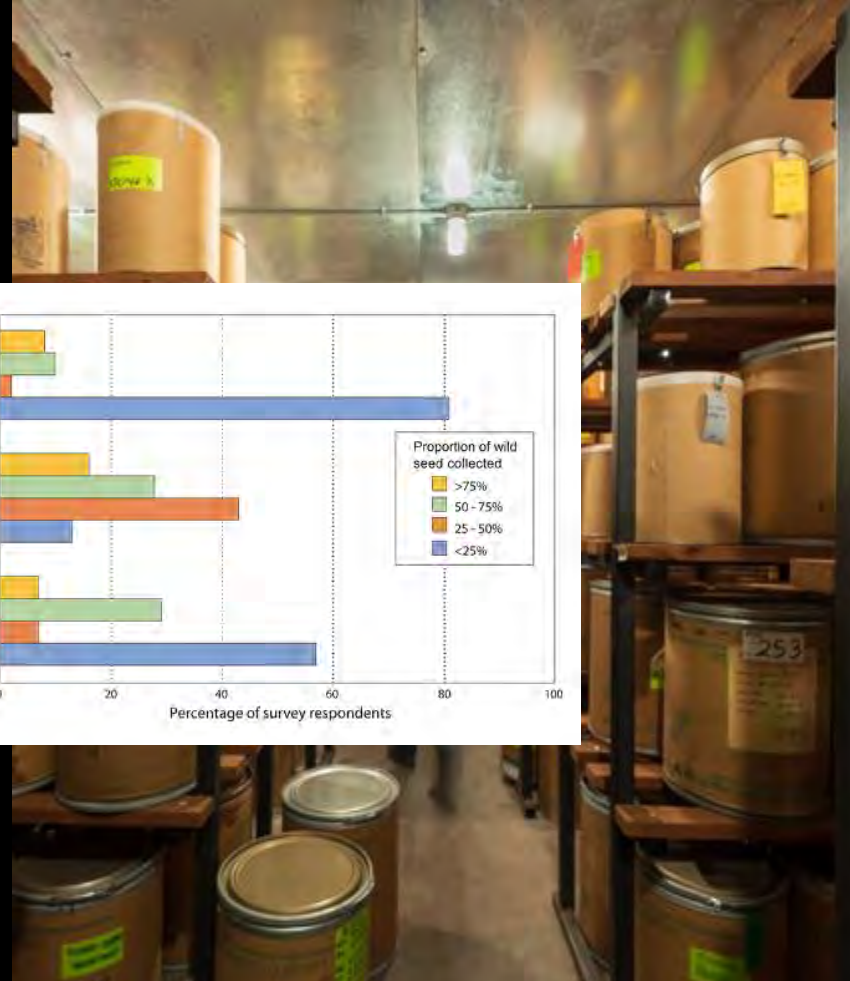 Proportion of wild
seed collected
>75%
50 - 75%
25 - 50%
<25%
253
0
20
40
60
80
100
Percentage of survey respondents